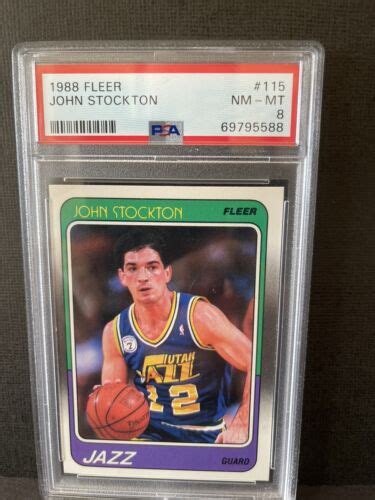 1988 FLEER #115
JOHN STOCKTON NM-MT
8
PSA 69795588
JOHN STOCKTON FLEER
UTAH
JAZZ
12
JAZZ GUARD